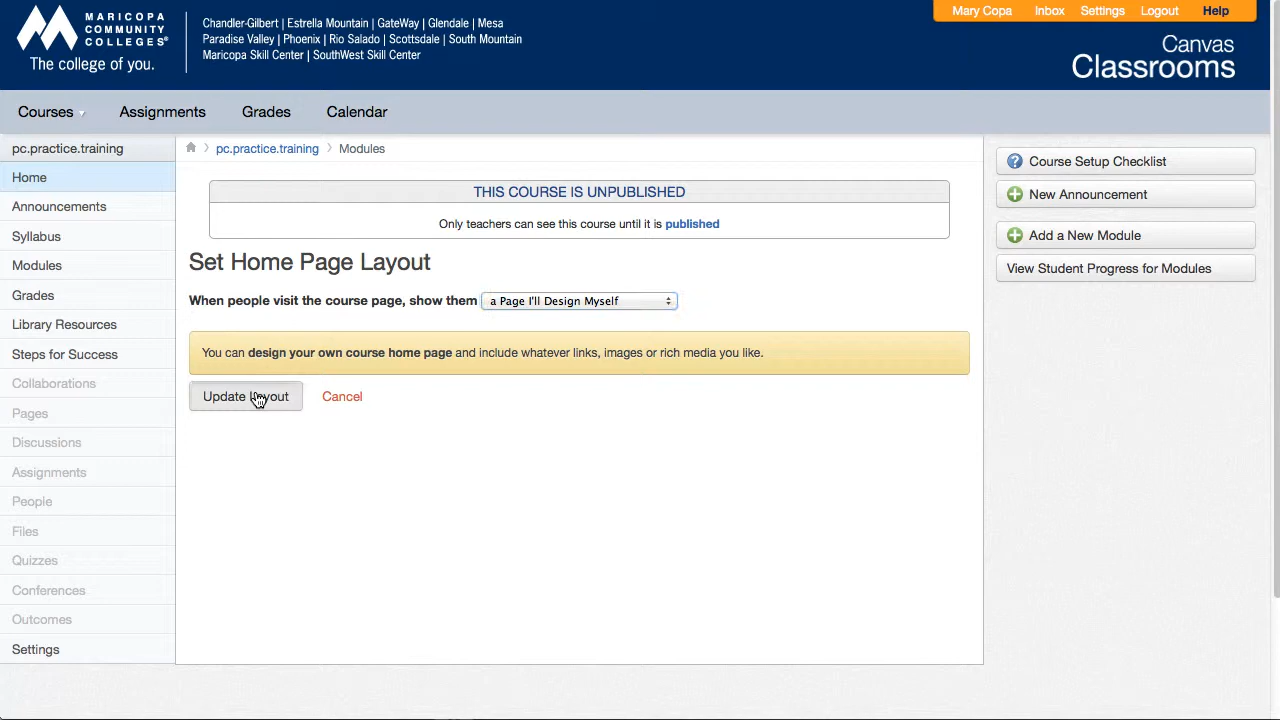 MARICOPA
COMMUNITY
COLLEGES®
The college of you.
Chandler-Gilbert | Estrella Mountain | GateWay | Glendale | Mesa
Paradise Valley | Phoenix | Rio Salado | Scottsdale | South Mountain
Maricopa Skill Center | SouthWest Skill Center
Mary Copa Inbox Settings Logout Help
Canvas
Classrooms
Courses Assignments Grades Calendar
pc.practice.training
Home
Announcements
Syllabus
Modules
Grades
Library Resources
Steps for Success
Collaborations
Pages
Discussions
Assignments
People
Files
Quizzes
Conferences
Outcomes
Settings
pc.practice.training Modules
THIS COURSE IS UNPUBLISHED
Only teachers can see this course until it is published
Set Home Page Layout
When people visit the course page, show them a Page I'll Design Myself
You can design your own course home page and include whatever links, images or rich media you like.
Update Layout Cancel
Course Setup Checklist
New Announcement
Add a New Module
View Student Progress for Modules